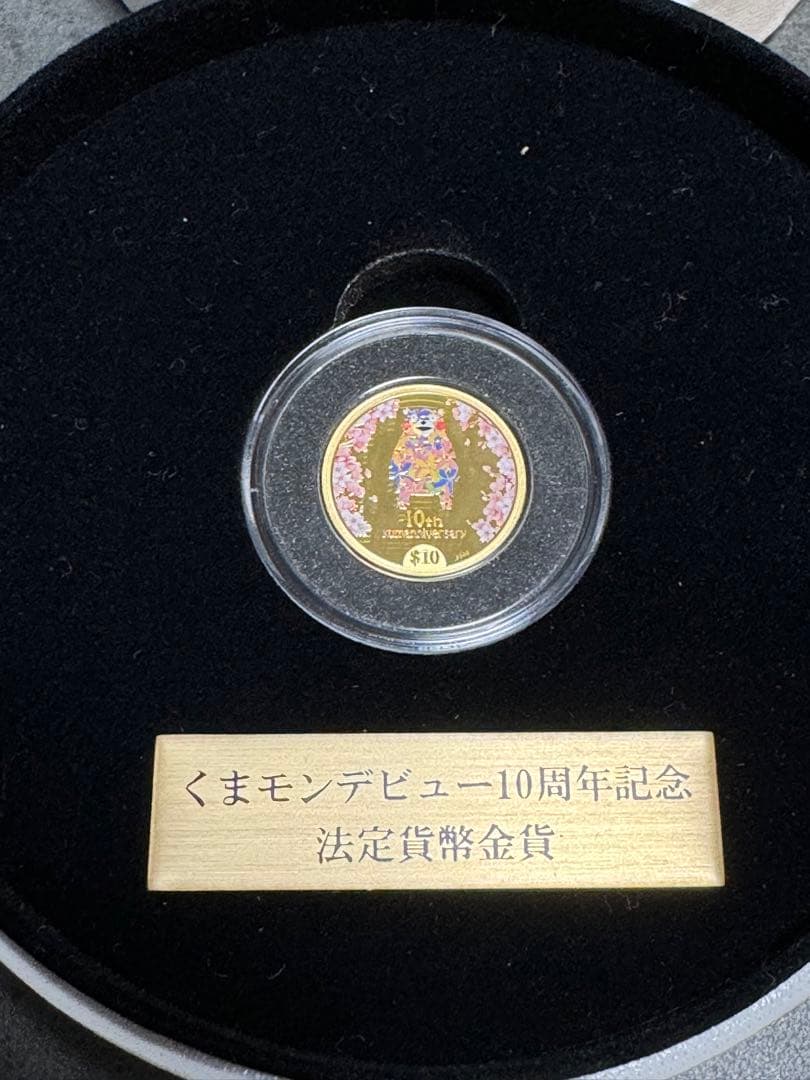 10th
kumanniversary
$10
くまモンデビュー10周年記念
法定貨幣金貨